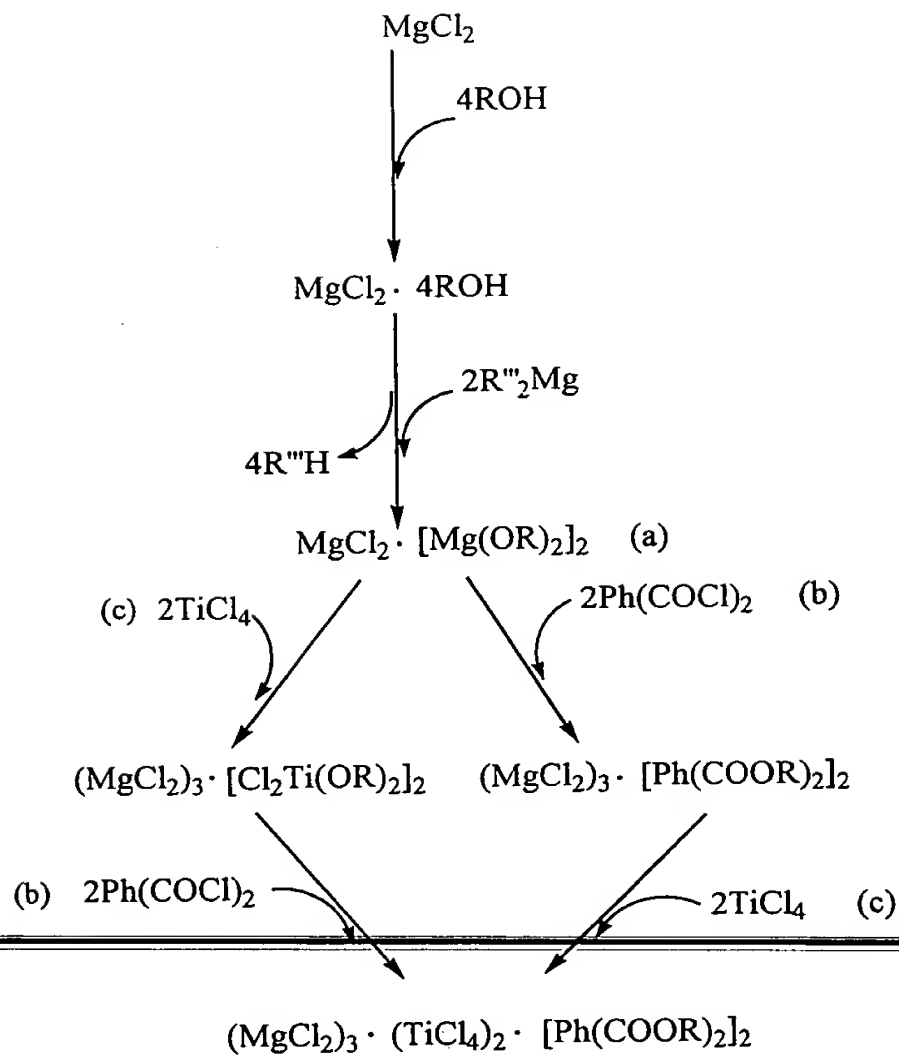 MgCl₂
4ROH
MgCl₂ · 4ROH
2R'''₂Mg
4R'''H
MgCl₂ · [Mg(OR)₂]₂ (a)
(c) 2TiCl₄
2Ph(COCl)₂ (b)
(MgCl₂)₃ · [Cl₂Ti(OR)₂]₂
(MgCl₂)₃ · [Ph(COOR)₂]₂
(b) 2Ph(COCl)₂
2TiCl₄ (c)
(MgCl₂)₃ · (TiCl₄)₂ · [Ph(COOR)₂]₂